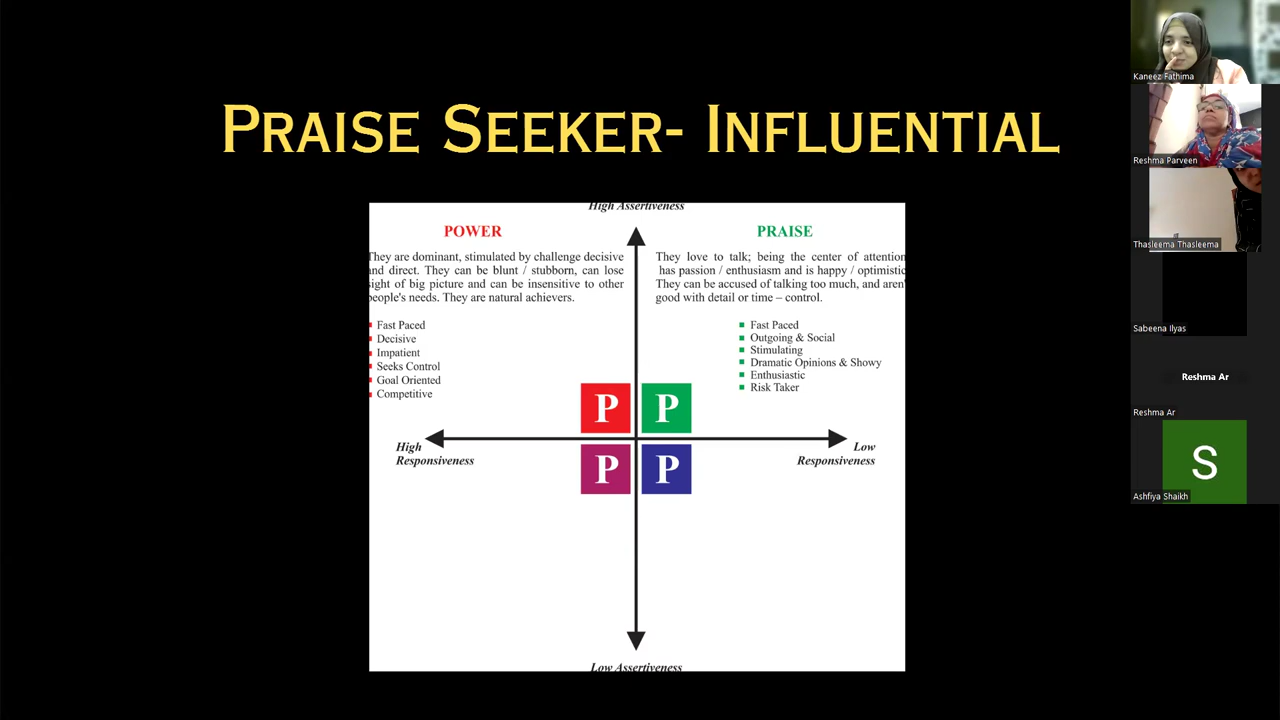 PRAISE SEEKER- INFLUENTIAL
High Assertiveness
POWER
They are dominant, stimulated by challenge decisive
and direct. They can be blunt / stubborn, can lose
sight of big picture and can be insensitive to other
people's needs. They are natural achievers.
Fast Paced
Decisive
Impatient
Seeks Control
Goal Oriented
Competitive
PRAISE
They love to talk; being the center of attention
has passion / enthusiasm and is happy / optimistic
They can be accused of talking too much, and aren'
good with detail or time – control.
Fast Paced
Outgoing & Social
Stimulating
Dramatic Opinions & Showy
Enthusiastic
Risk Taker
P P
High
Responsiveness
Low
Responsiveness
P P
Low Assertiveness
Kaneez Fathima
Reshma Parveen
Thasleema Thasleema
Sabeena Ilyas
Reshma Ar
Reshma Ar
S
Ashfiya Shaikh